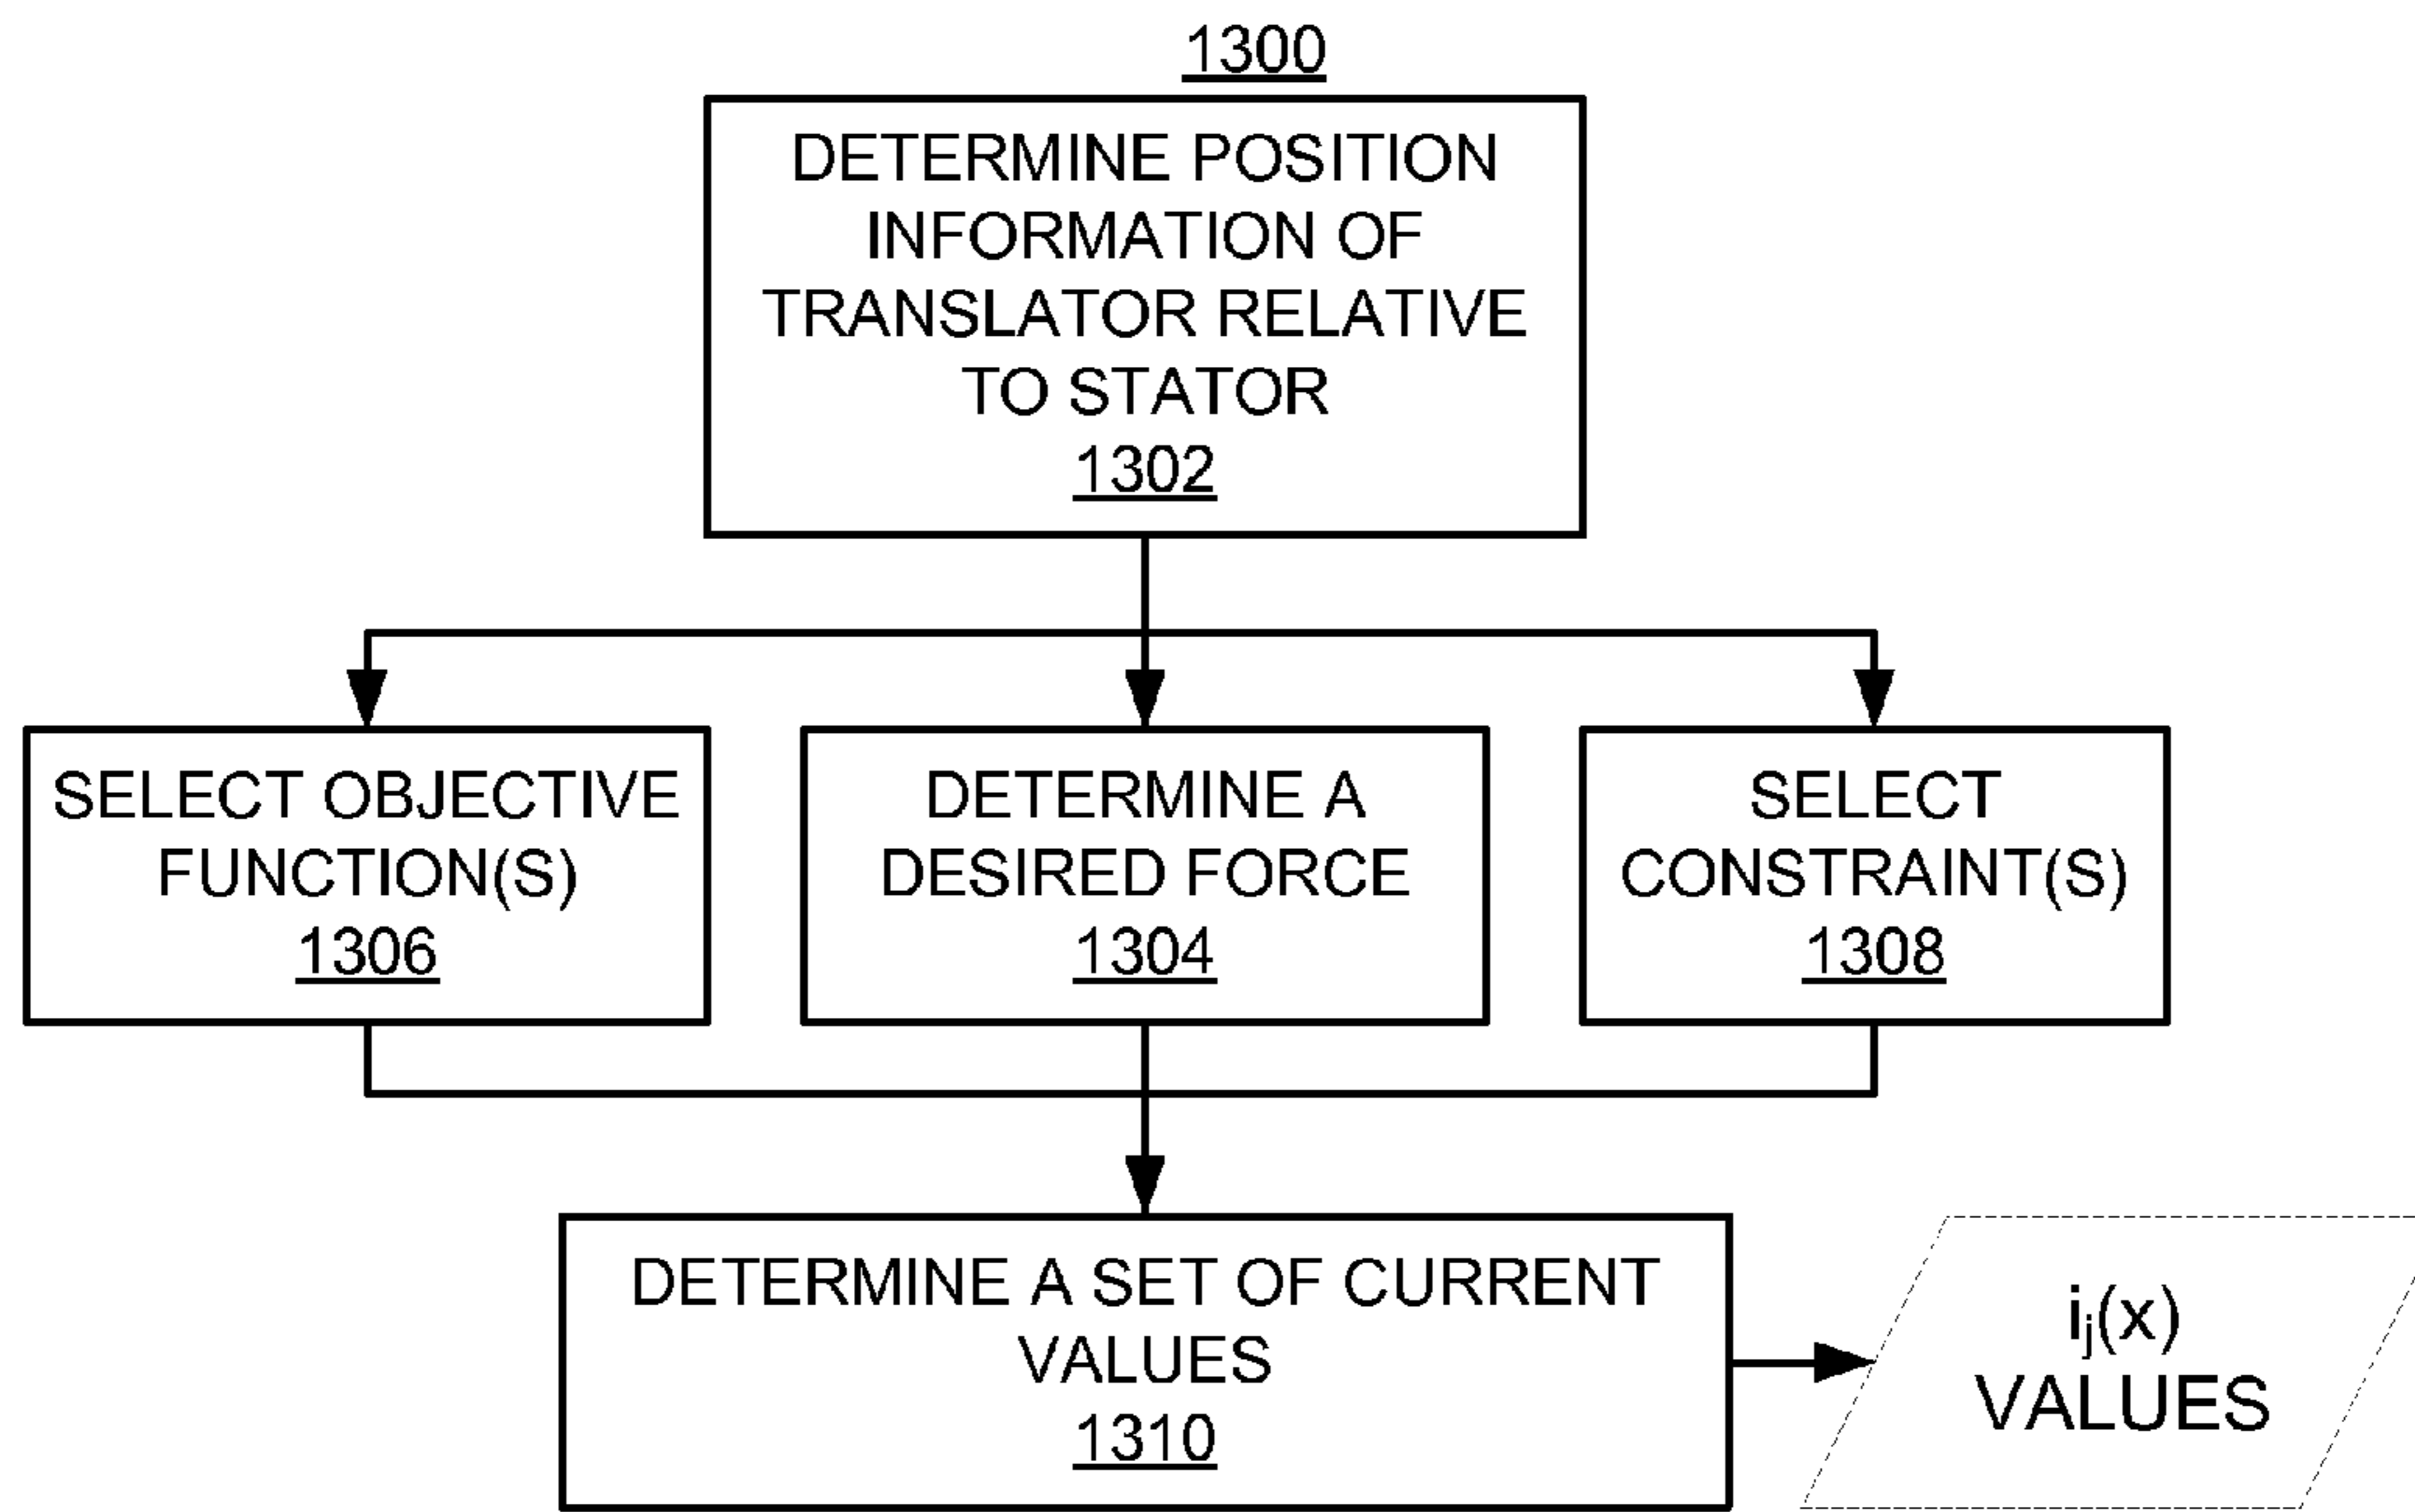 1300
DETERMINE POSITION
INFORMATION OF
TRANSLATOR RELATIVE
TO STATOR
1302
SELECT OBJECTIVE
FUNCTION(S)
1306
DETERMINE A
DESIRED FORCE
1304
SELECT
CONSTRAINT(S)
1308
DETERMINE A SET OF CURRENT
VALUES
1310
ij(x)
VALUES